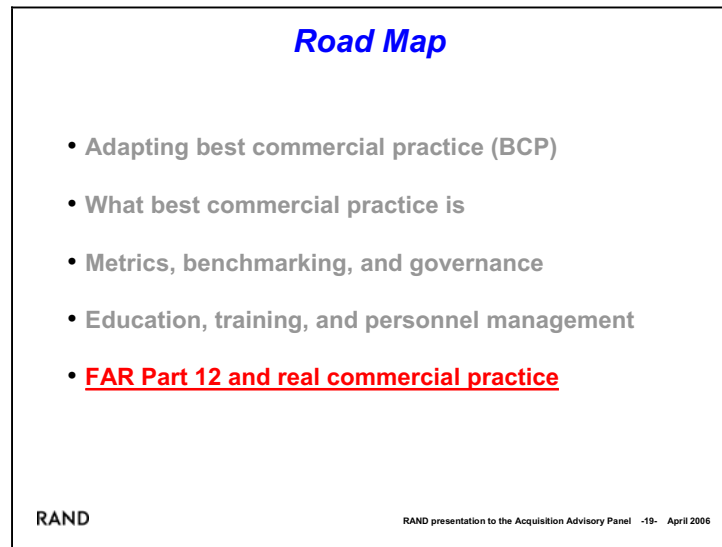 Road Map
• Adapting best commercial practice (BCP)
• What best commercial practice is
• Metrics, benchmarking, and governance
• Education, training, and personnel management
• FAR Part 12 and real commercial practice
RAND
RAND presentation to the Acquisition Advisory Panel -19- April 2006